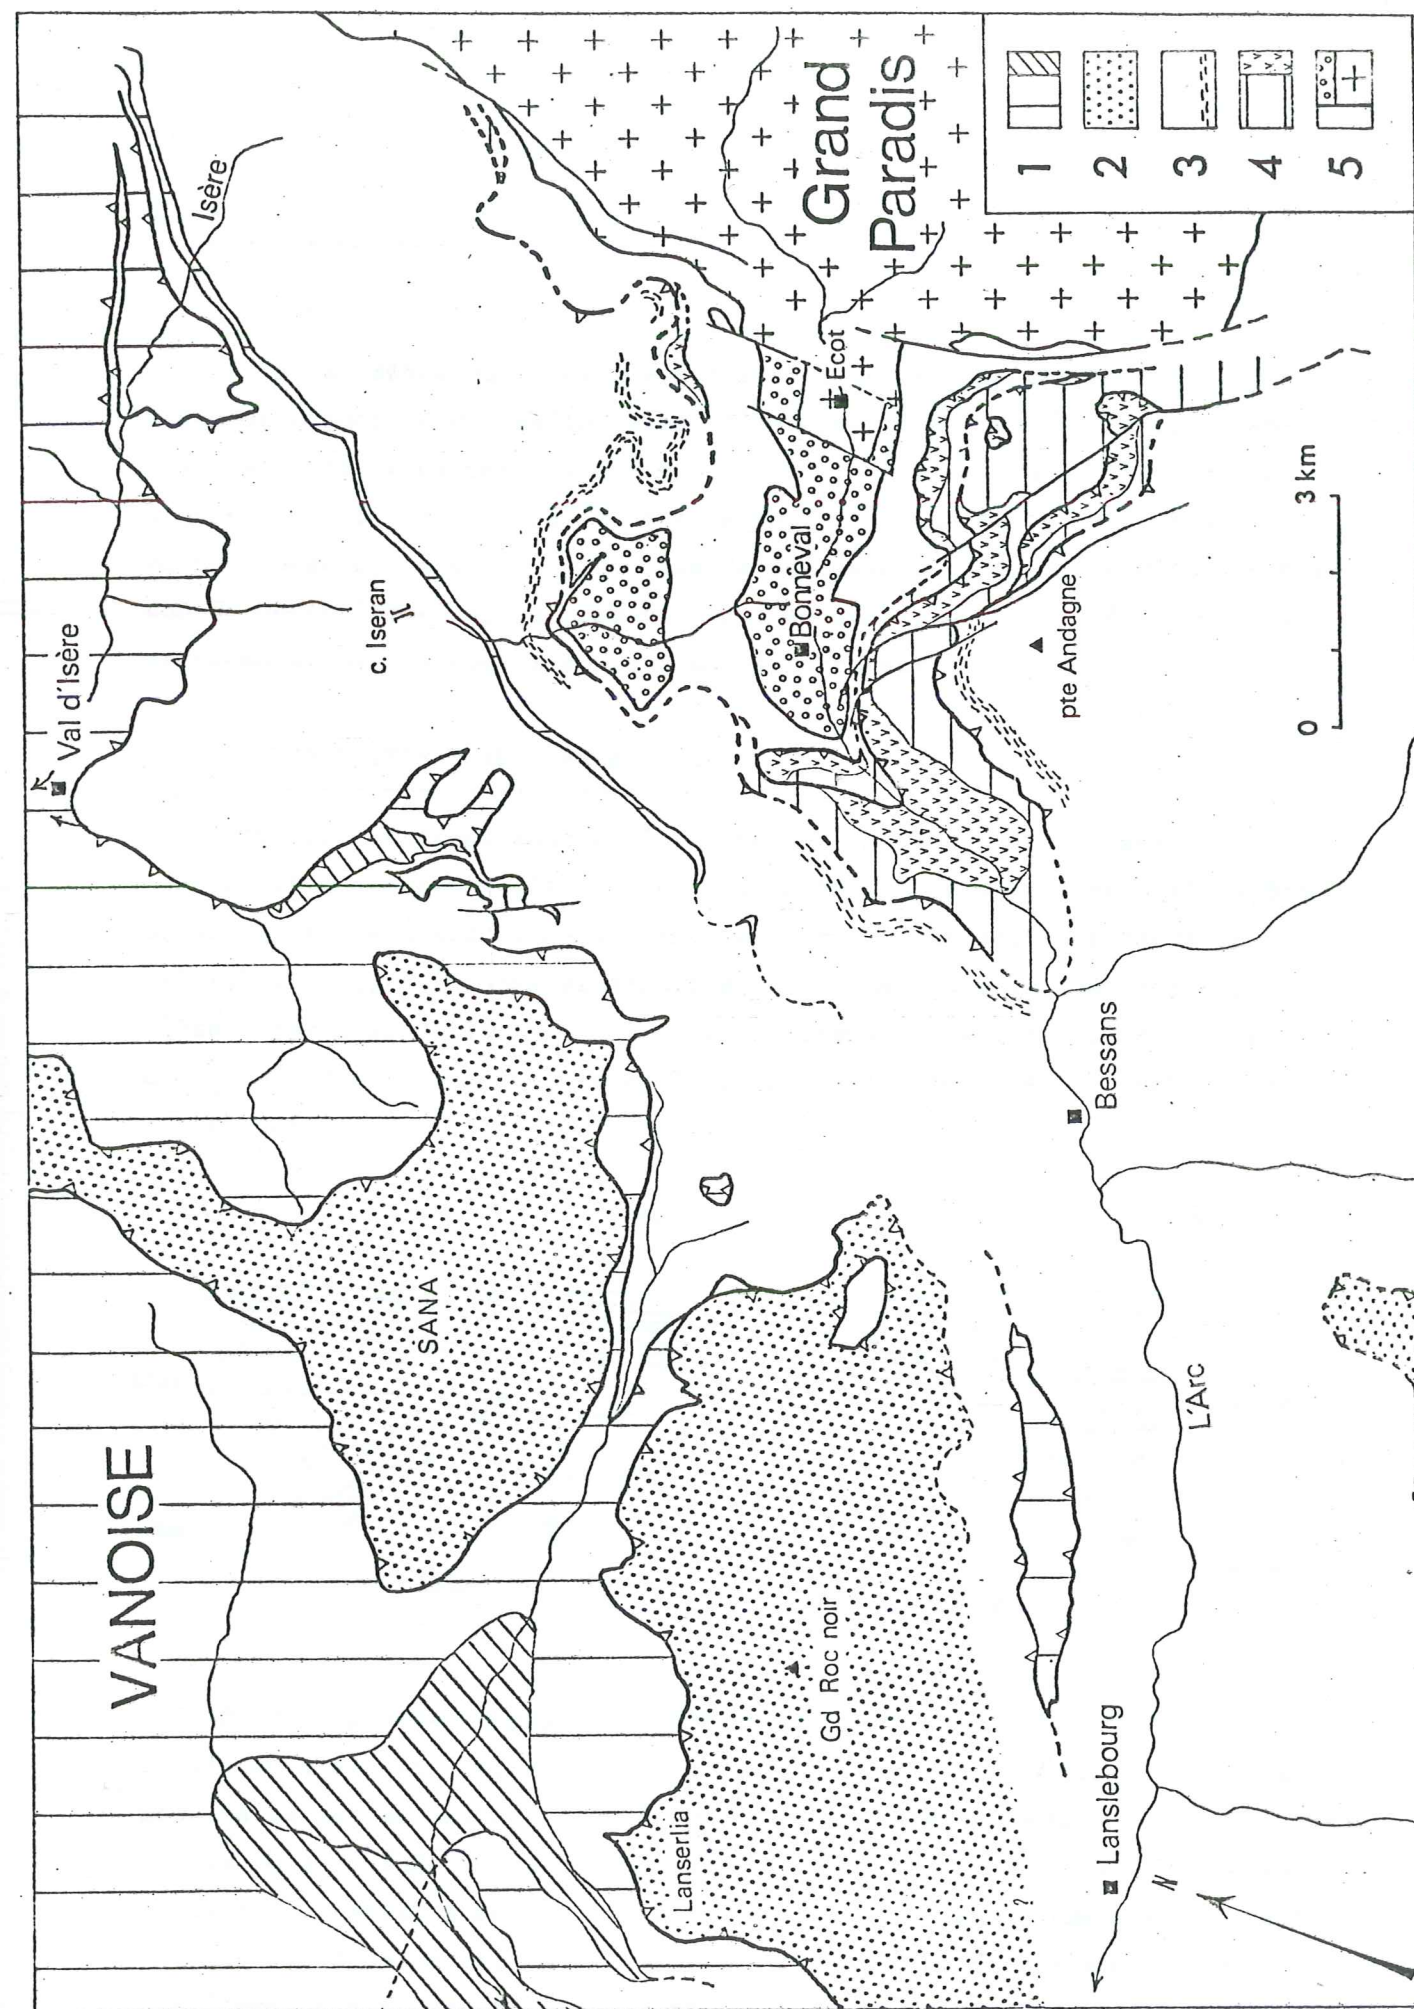 VANOISE
SANA
Val d'Isère
Isère
c. Iseran
Grand
Paradis
Ecot
Bonneval
pte Andagne
Bessans
L'Arc
Lanslebourg
Lanserlia
Gd Roc noir
?
N
0
3 km
1
2
3
4
5